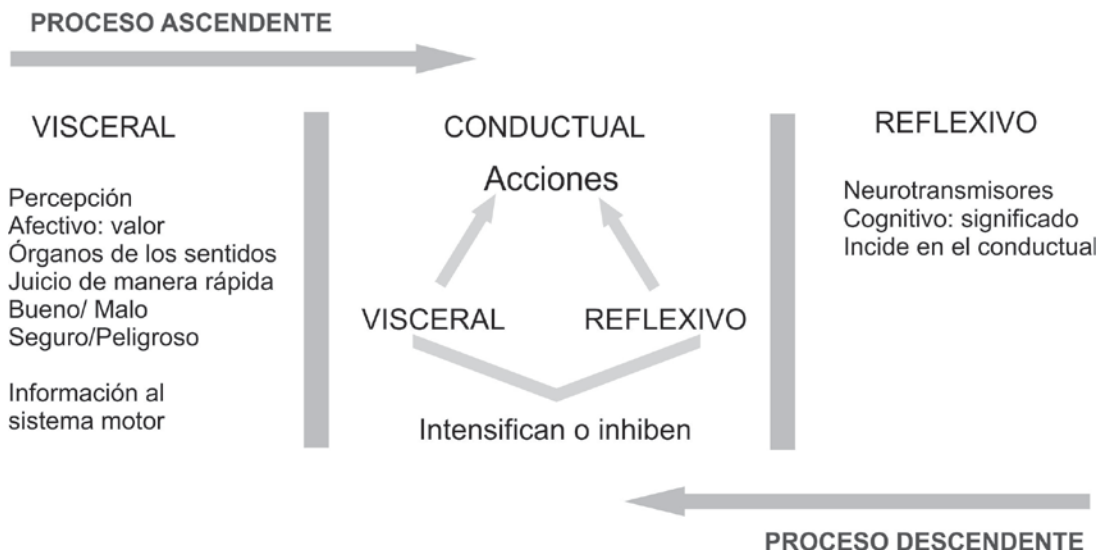 PROCESO ASCENDENTE
VISCERAL
Percepción
Afectivo: valor
Órganos de los sentidos
Juicio de manera rápida
Bueno/ Malo
Seguro/Peligroso
Información al
sistema motor
CONDUCTUAL
Acciones
VISCERAL
REFLEXIVO
Intensifican o inhiben
REFLEXIVO
Neurotransmisores
Cognitivo: significado
Incide en el conductual
PROCESO DESCENDENTE